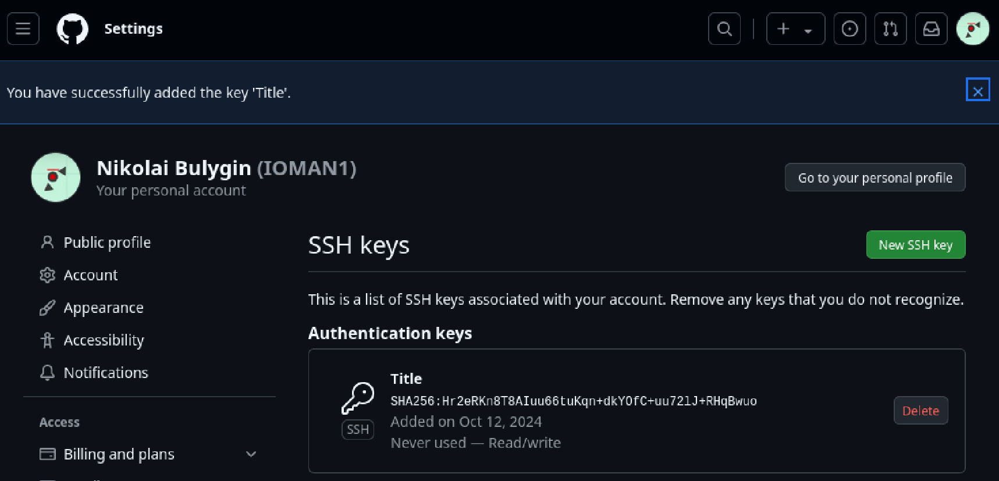 Settings
You have successfully added the key 'Title'.
Nikolai Bulygin (IOMAN1)
Your personal account
Go to your personal profile
Public profile
Account
Appearance
Accessibility
Notifications
Access
Billing and plans
SSH keys
New SSH key
This is a list of SSH keys associated with your account. Remove any keys that you do not recognize.
Authentication keys
Title
SHA256:Hr2eRKn8T8AIuu66tuKqn+dkYOfC+uu72lJ+RHqBwuo
Added on Oct 12, 2024
Never used — Read/write
SSH
Delete